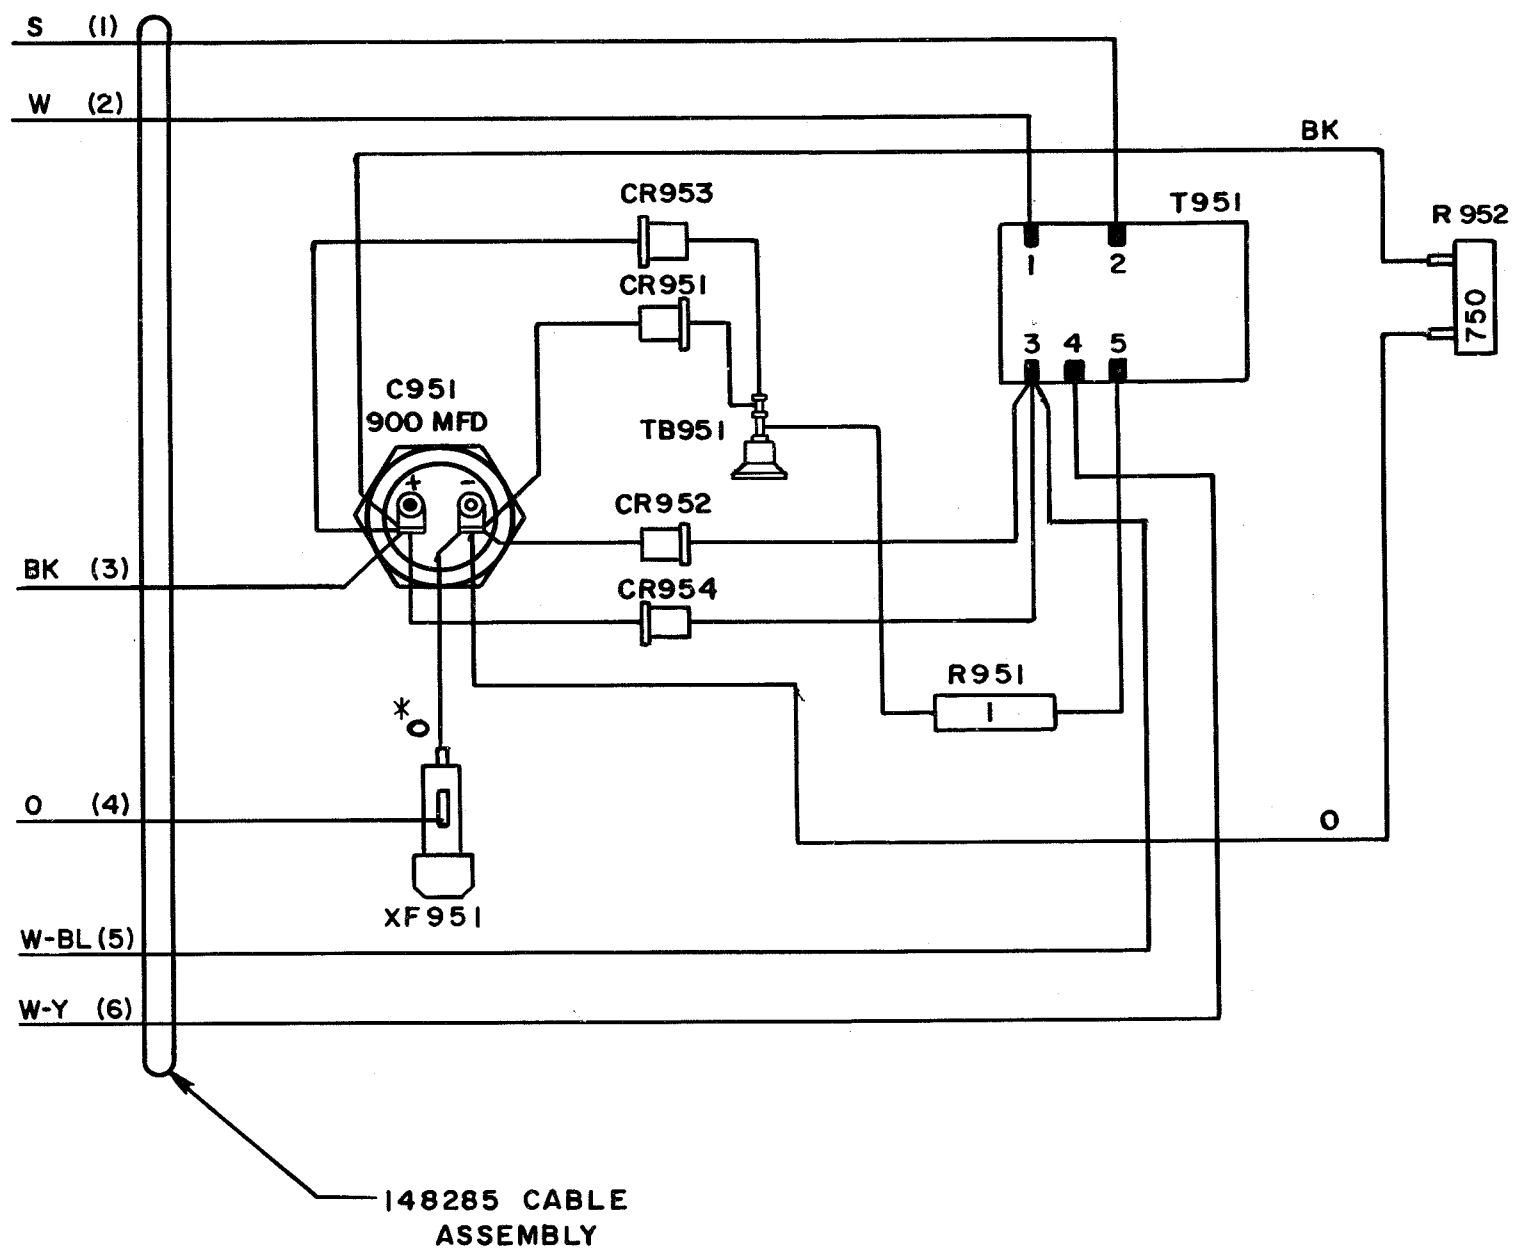 S (1)
W (2)
BK
CR953
T951
R 952
1 2
CR951
750
3 4 5
C951
900 MFD
TB951
+ -
CR952
BK (3)
CR954
R951
1
*O
O (4)
O
XF951
W-BL (5)
W-Y (6)
148285 CABLE
ASSEMBLY